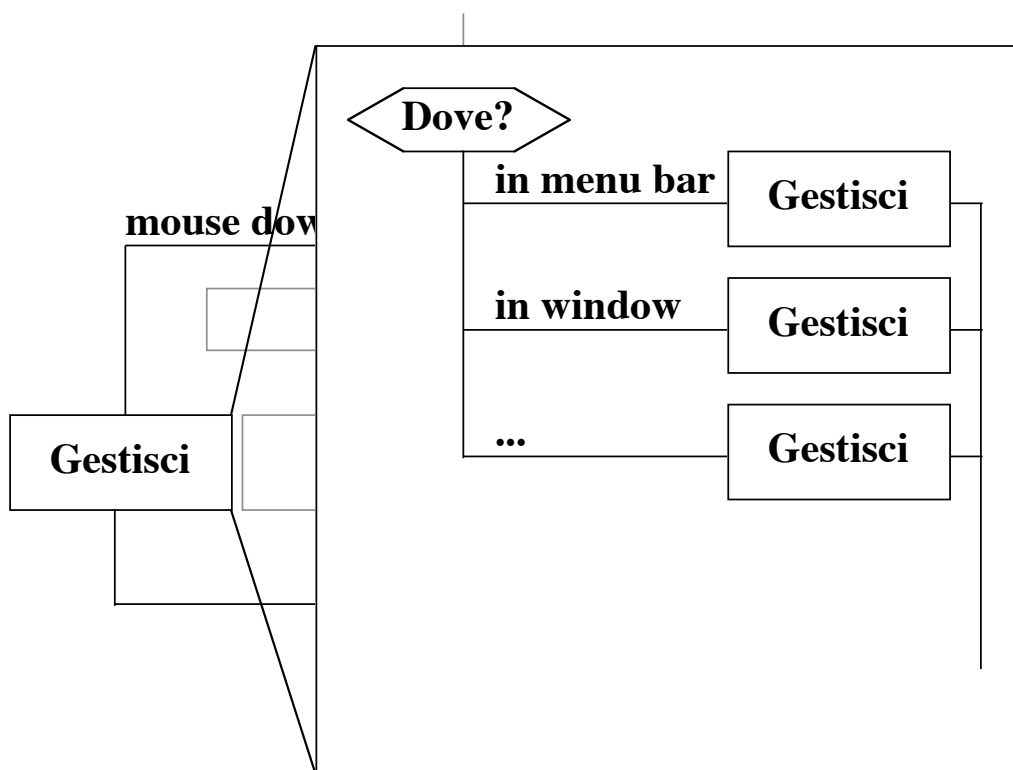 Dove?
in menu bar
Gestisci
mouse dow
in window
Gestisci
...
Gestisci
Gestisci